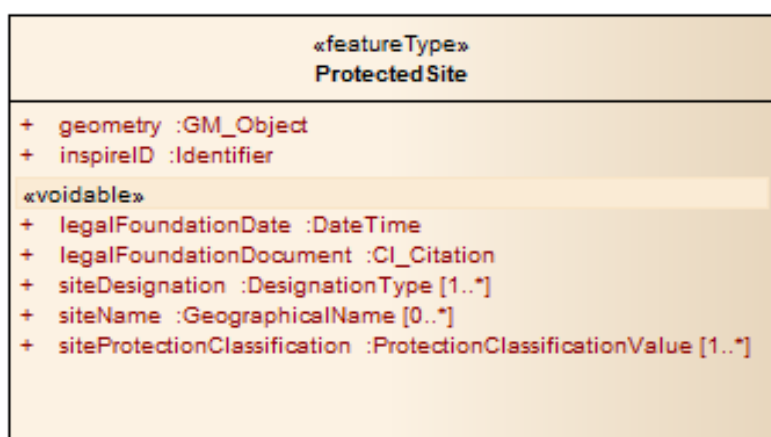 «featureType»
ProtectedSite
+ geometry :GM_Object
+ inspireID :Identifier
«voidable»
+ legalFoundationDate :DateTime
+ legalFoundationDocument :CI_Citation
+ siteDesignation :DesignationType [1..*]
+ siteName :GeographicalName [0..*]
+ siteProtectionClassification :ProtectionClassificationValue [1..*]